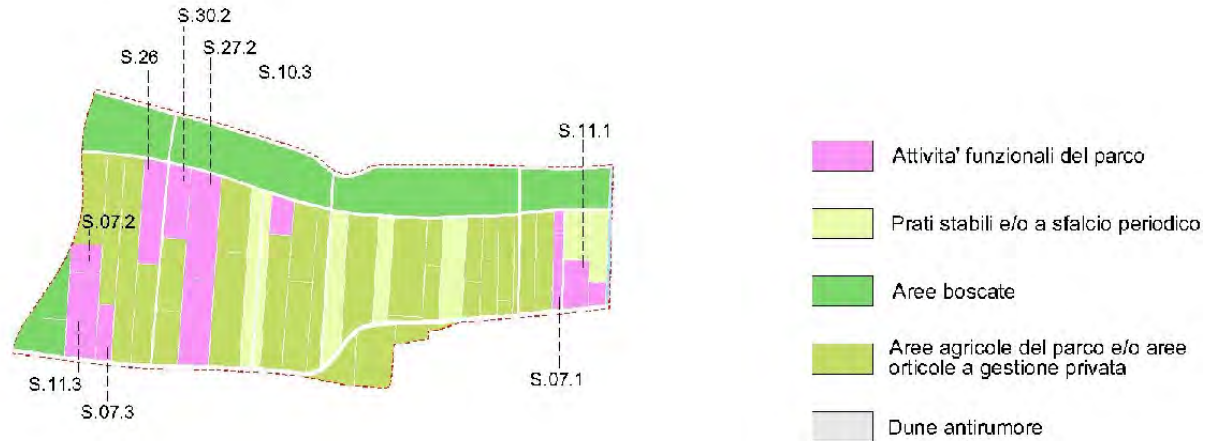 S.30.2
S.26
S.27.2
S.10.3
S.11.1
S.07.2
S.11.3
S.07.3
S.07.1
Attivita' funzionali del parco
Prati stabili e/o a sfalcio periodico
Aree boscate
Aree agricole del parco e/o aree
orticole a gestione privata
Dune antirumore